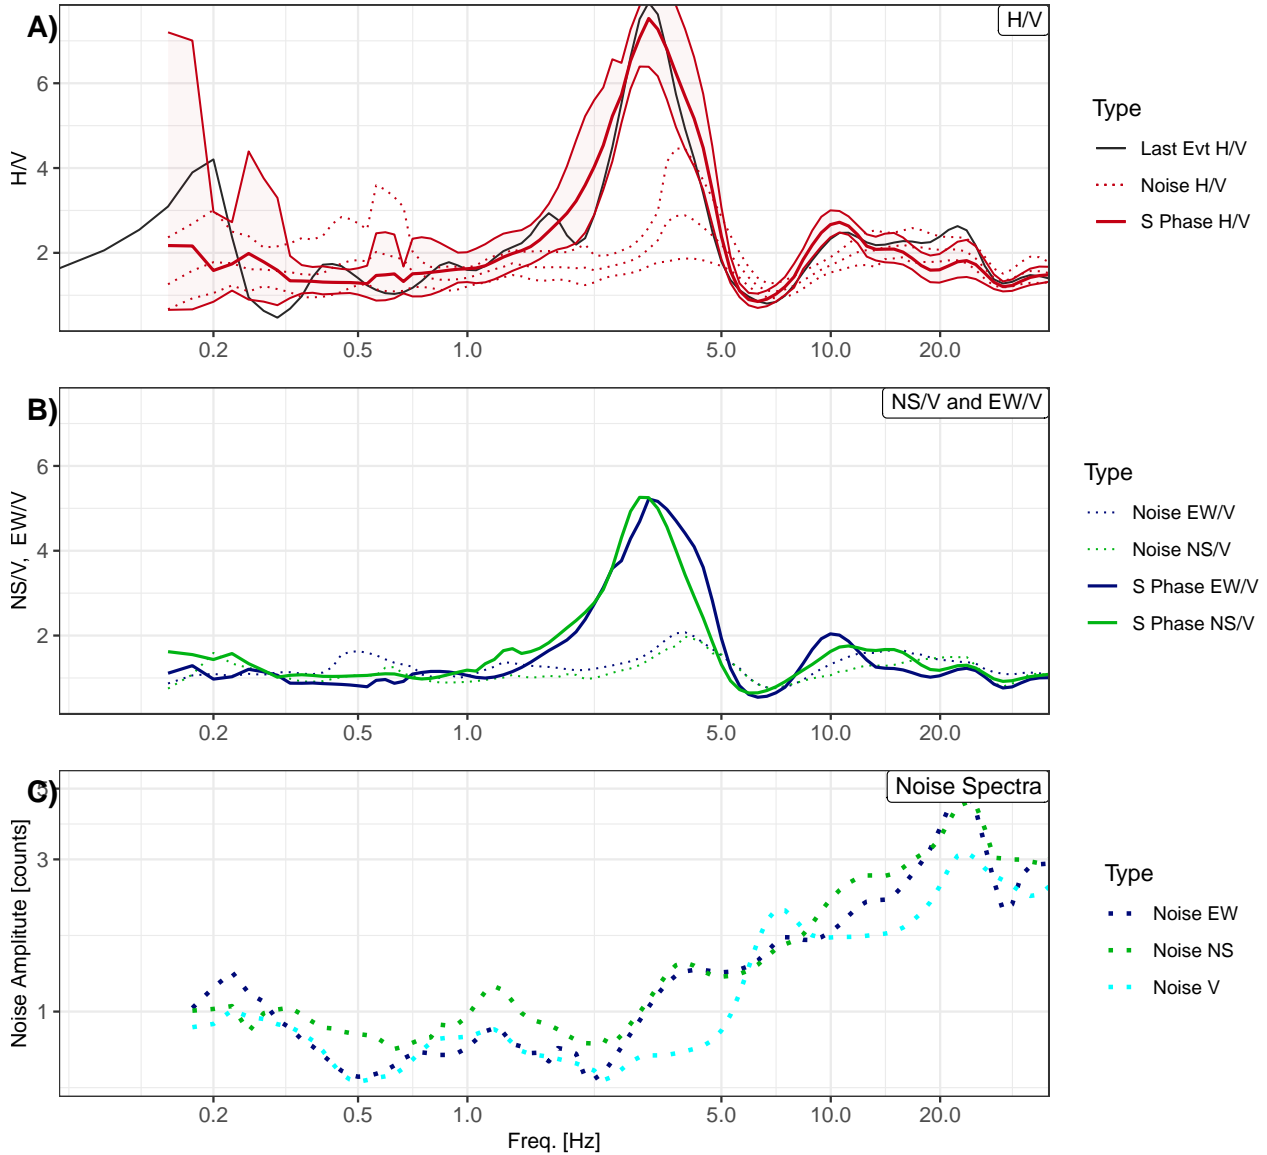 A)
H/V
H/V
6
4
2
0.2
0.5
1.0
5.0
10.0
20.0
Type
Last Evt H/V
Noise H/V
S Phase H/V
B)
NS/V and EW/V
NS/V, EW/V
6
4
2
0.2
0.5
1.0
5.0
10.0
20.0
Type
Noise EW/V
Noise NS/V
S Phase EW/V
S Phase NS/V
C)
Noise Spectra
Noise Amplitute [counts]
5
3
1
0.2
0.5
1.0
5.0
10.0
20.0
Freq. [Hz]
Type
Noise EW
Noise NS
Noise V